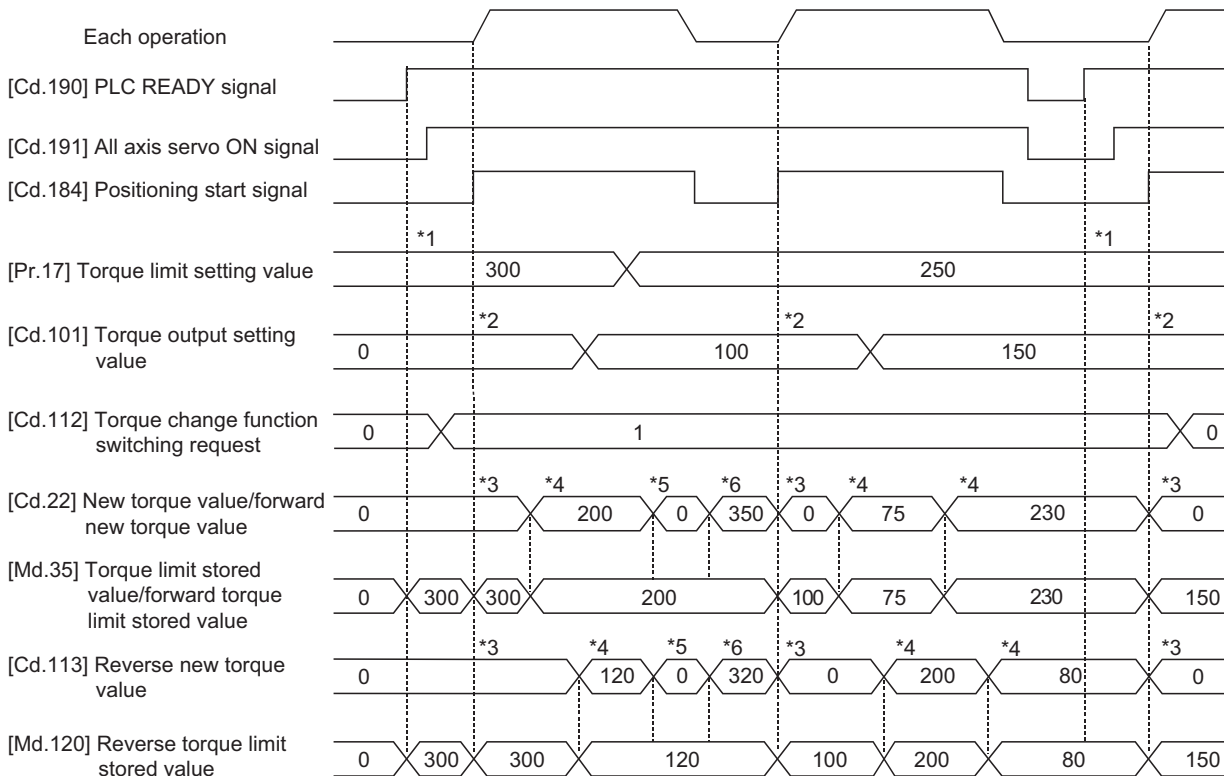 Each operation
[Cd.190] PLC READY signal
[Cd.191] All axis servo ON signal
[Cd.184] Positioning start signal
*1 *1
[Pr.17] Torque limit setting value 300 250
*2 *2 *2
[Cd.101] Torque output setting
value
0 100 150
[Cd.112] Torque change function
switching request
0 1 0
*3 *4 *5 *6 *3 *4 *4 *3
[Cd.22] New torque value/forward
new torque value
0 200 0 350 0 75 230 0
[Md.35] Torque limit stored
value/forward torque
limit stored value
0 300 300 200 100 75 230 150
*3 *4 *5 *6 *3 *4 *4 *3
[Cd.113] Reverse new torque
value
0 120 0 320 0 200 80 0
[Md.120] Reverse torque limit
stored value
0 300 300 120 100 200 80 150